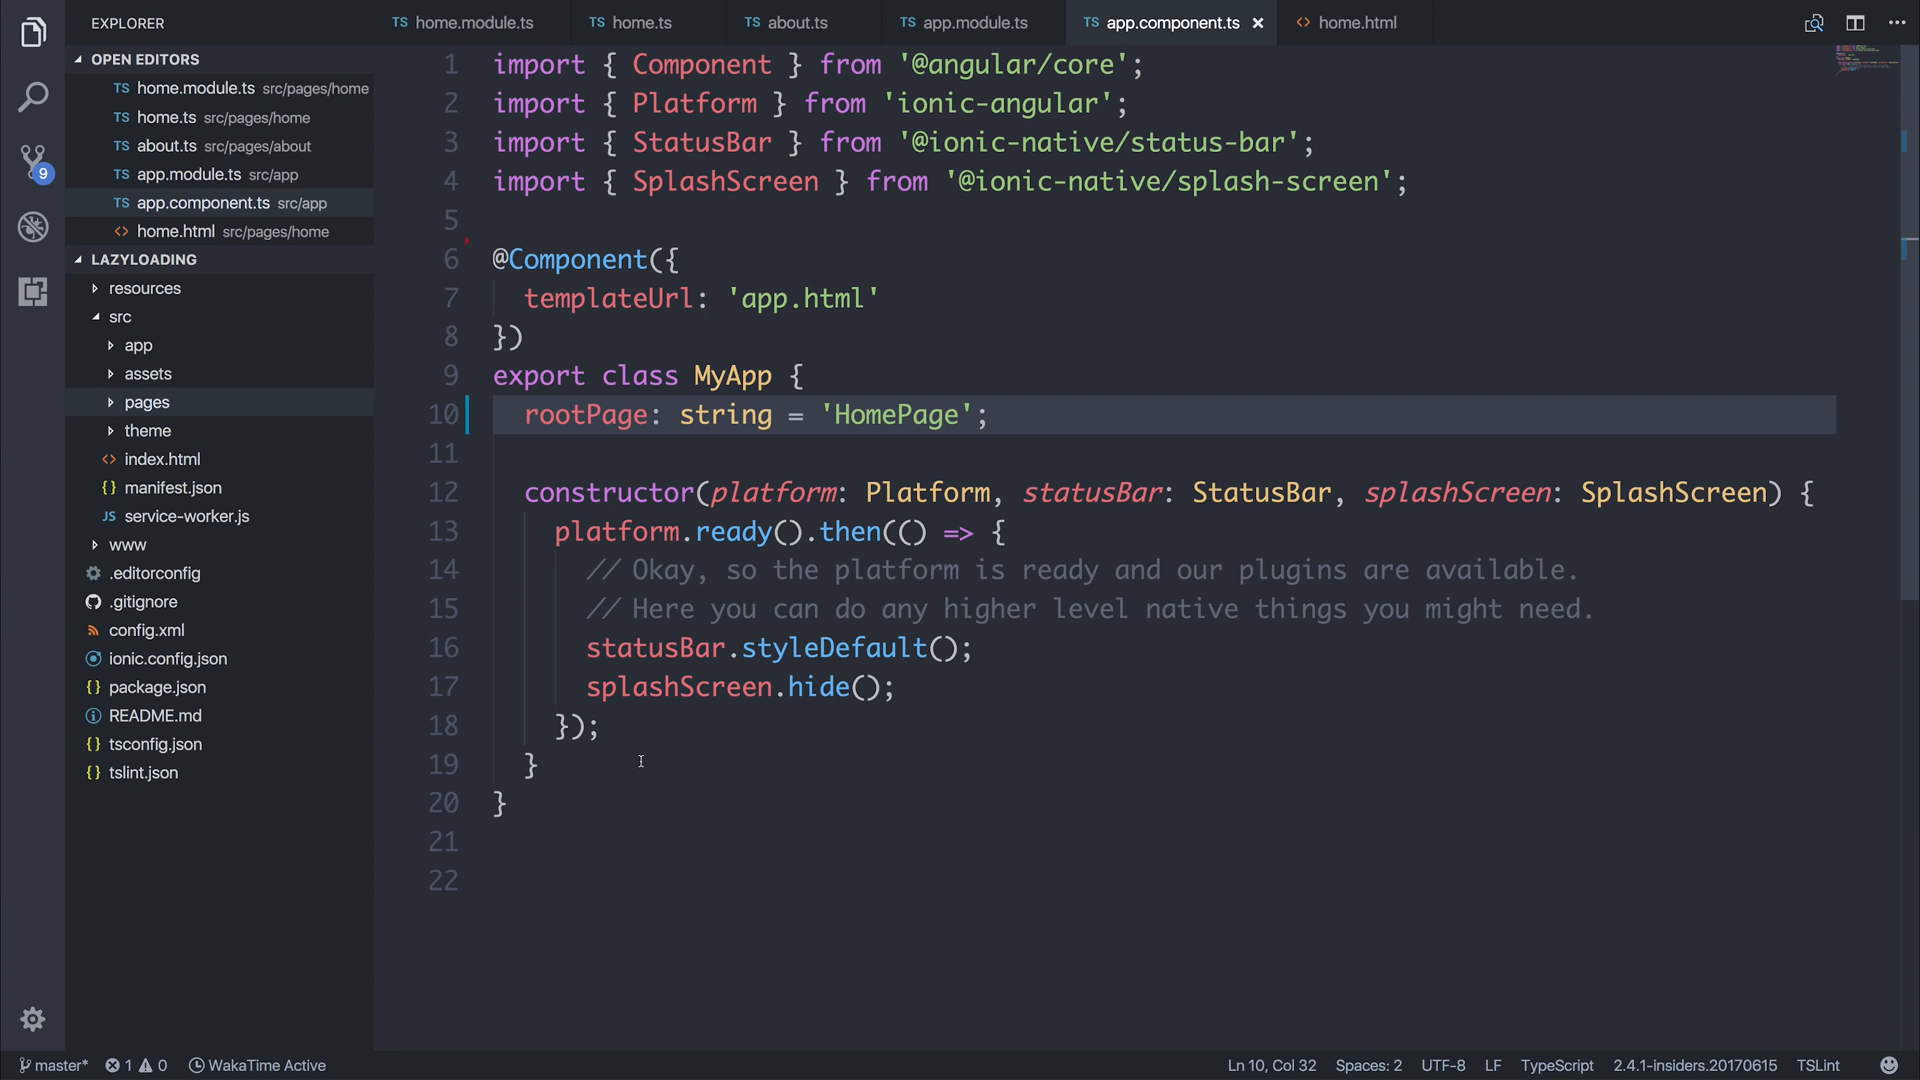 EXPLORER
TS home.module.ts
TS home.ts
TS about.ts
TS app.module.ts
TS app.component.ts ×
<> home.html
OPEN EDITORS
TS home.module.ts src/pages/home
TS home.ts src/pages/home
TS about.ts src/pages/about
TS app.module.ts src/app
TS app.component.ts src/app
<> home.html src/pages/home
9
LAZYLOADING
resources
src
app
assets
pages
theme
<> index.html
{} manifest.json
JS service-worker.js
www
.editorconfig
.gitignore
config.xml
ionic.config.json
{} package.json
README.md
{} tsconfig.json
{} tslint.json
1 import { Component } from '@angular/core';
2 import { Platform } from 'ionic-angular';
3 import { StatusBar } from '@ionic-native/status-bar';
4 import { SplashScreen } from '@ionic-native/splash-screen';
5
6 @Component({
7 templateUrl: 'app.html'
8 })
9 export class MyApp {
10 rootPage: string = 'HomePage';
11
12 constructor(platform: Platform, statusBar: StatusBar, splashScreen: SplashScreen) {
13 platform.ready().then(() => {
14 // Okay, so the platform is ready and our plugins are available.
15 // Here you can do any higher level native things you might need.
16 statusBar.styleDefault();
17 splashScreen.hide();
18 });
19 }
20 }
21
22
master* 1 0 WakaTime Active
Ln 10, Col 32 Spaces: 2 UTF-8 LF TypeScript 2.4.1-insiders.20170615 TSLint